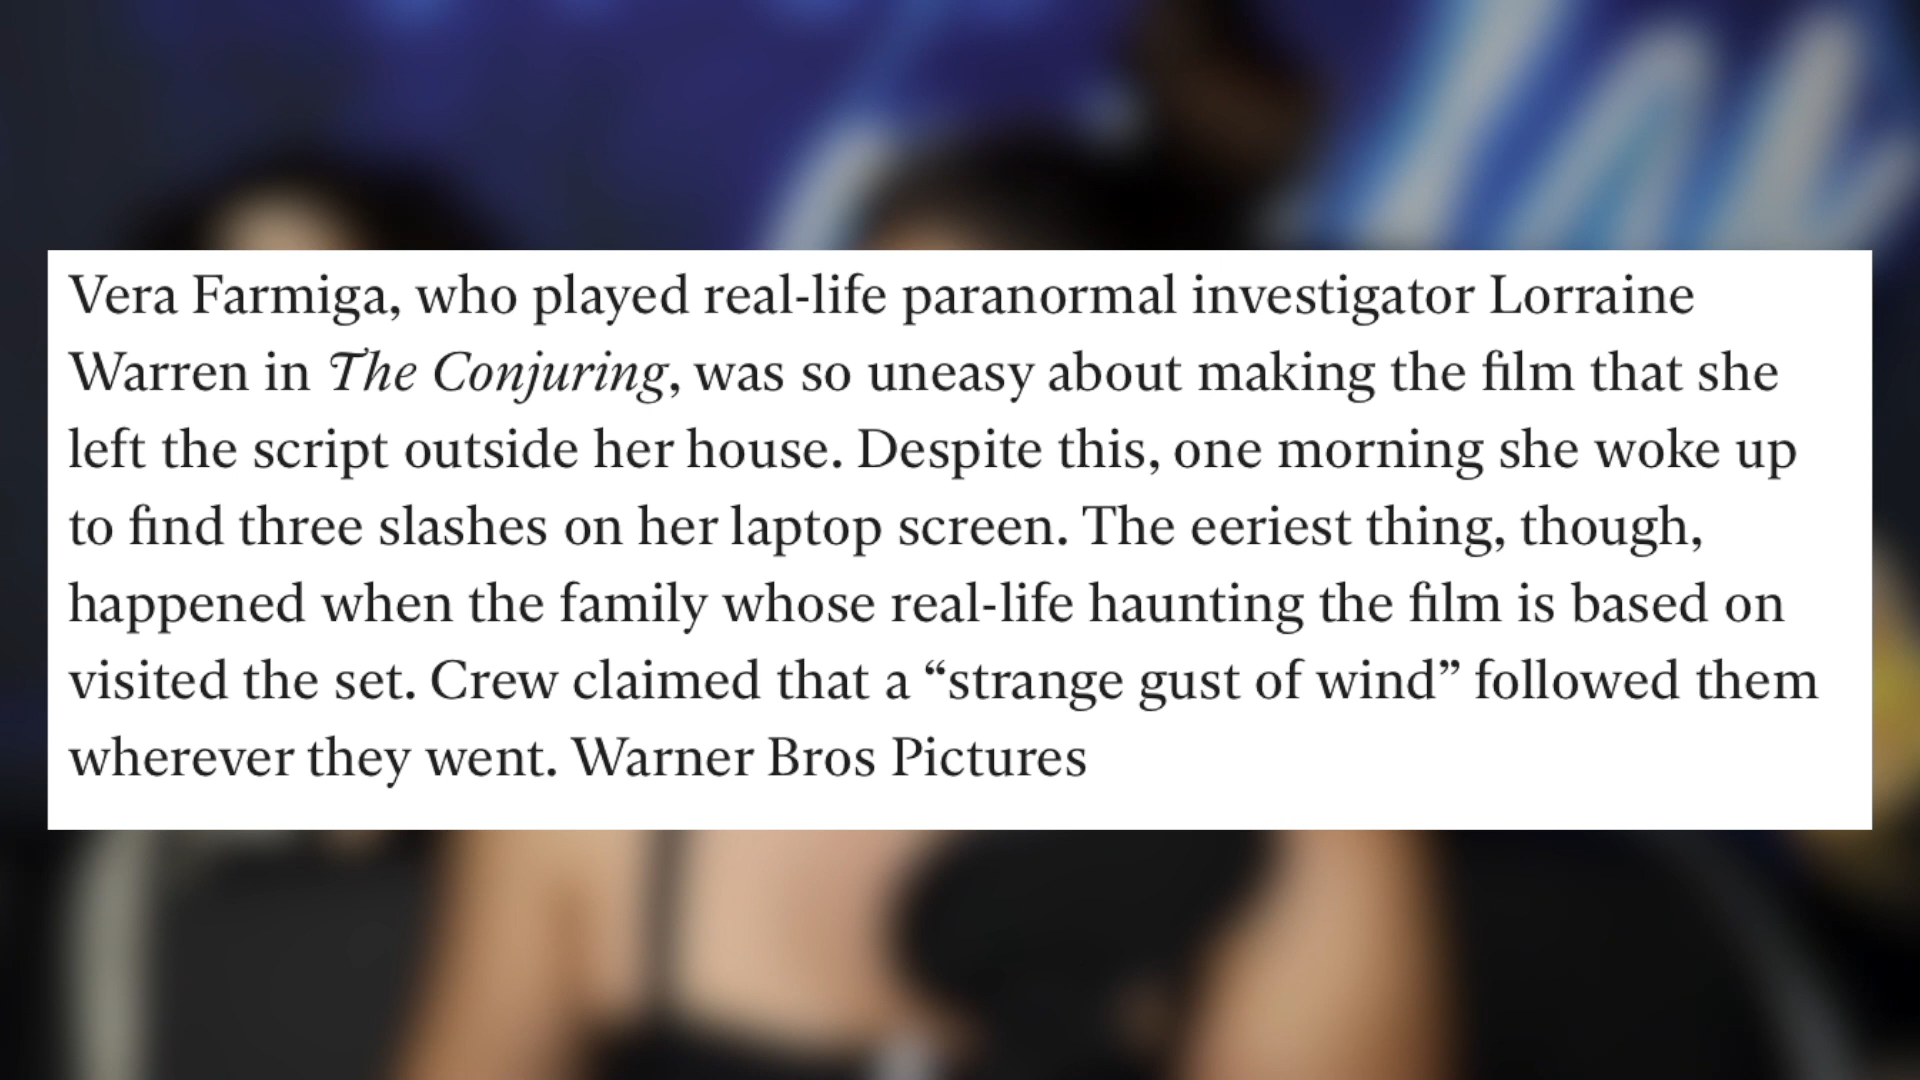 Vera Farmiga, who played real-life paranormal investigator Lorraine
Warren in The Conjuring, was so uneasy about making the film that she
left the script outside her house. Despite this, one morning she woke up
to find three slashes on her laptop screen. The eeriest thing, though,
happened when the family whose real-life haunting the film is based on
visited the set. Crew claimed that a “strange gust of wind” followed them
wherever they went. Warner Bros Pictures